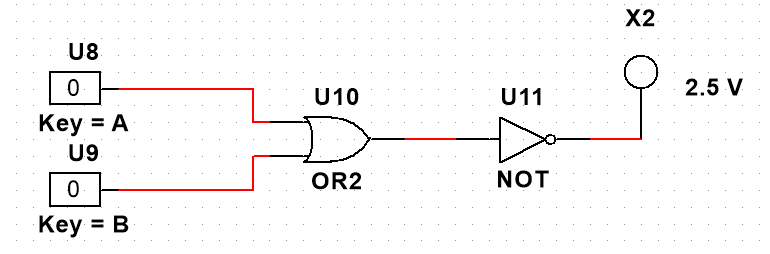 X2
U8
0
2.5 V
U10
U11
Key = A
U9
OR2
NOT
0
Key = B